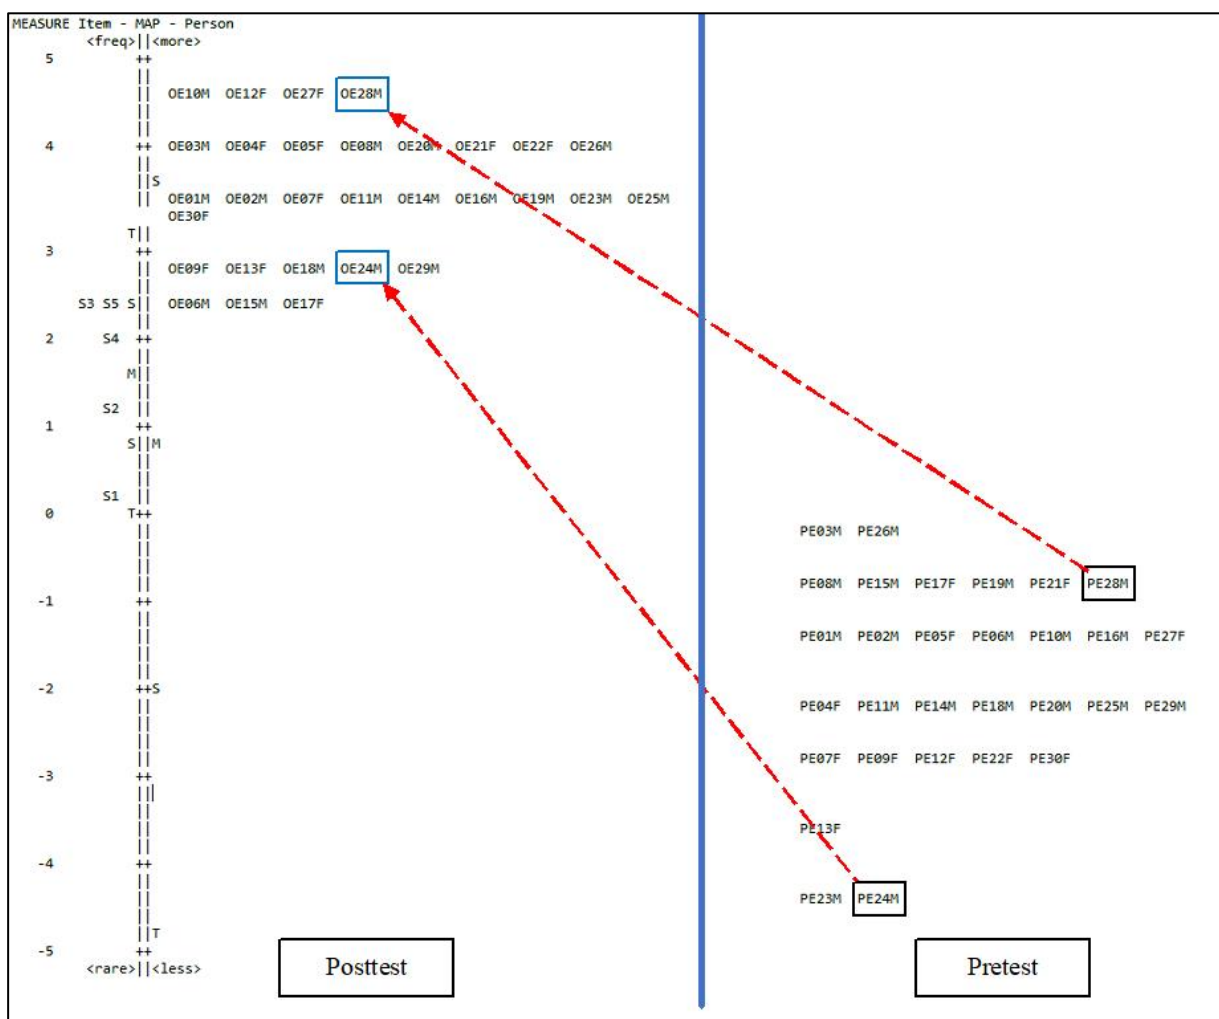 MEASURE Item - MAP - Person
<freq>||<more>
5 ++
||
|| OE10M OE12F OE27F OE28M
||
||
4 ++ OE03M OE04F OE05F OE08M OE20M OE21F OE22F OE26M
||
||S
|| OE01M OE02M OE07F OE11M OE14M OE16M OE19M OE23M OE25M
OE30F
T||
3 ++
|| OE09F OE13F OE18M OE24M OE29M
||
S3 S5 S|| OE06M OE15M OE17F
||
2 S4 ++
||
M||
||
S2 ||
1 ++
S||M
||
||
S1 ||
0 T++
||
|| PE03M PE26M
||
||
|| PE08M PE15M PE17F PE19M PE21F PE28M
-1 ++
||
|| PE01M PE02M PE05F PE06M PE10M PE16M PE27F
||
||
-2 ++S
|| PE04F PE11M PE14M PE18M PE20M PE25M PE29M
||
||
|| PE07F PE09F PE12F PE22F PE30F
-3 ++
|||
||
|| PE13F
||
-4 ++
||
|| PE23M PE24M
||
||T
-5 ++
<rare>||<less>
Posttest Pretest